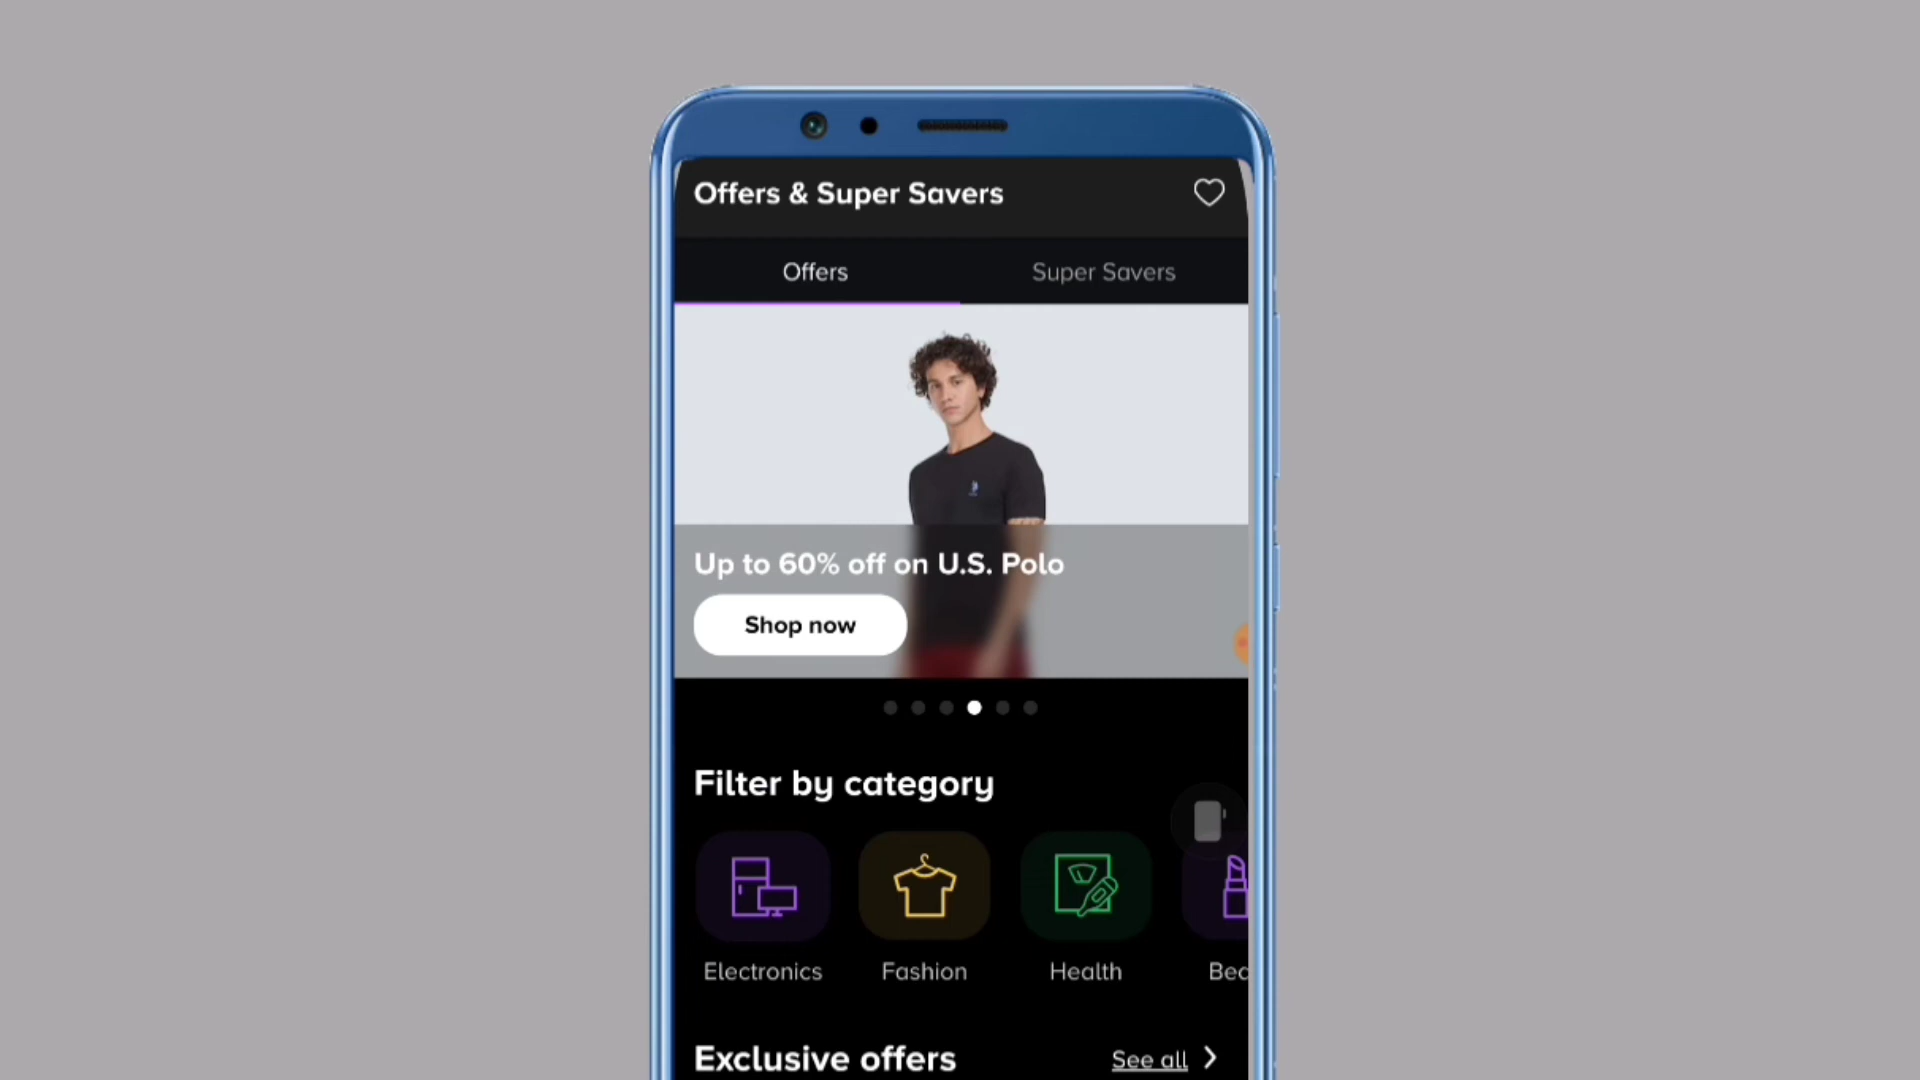 Offers & Super Savers
Offers
Super Savers
Up to 60% off on U.S. Polo
Shop now
Filter by category
Electronics
Fashion
Health
Exclusive offers
See all